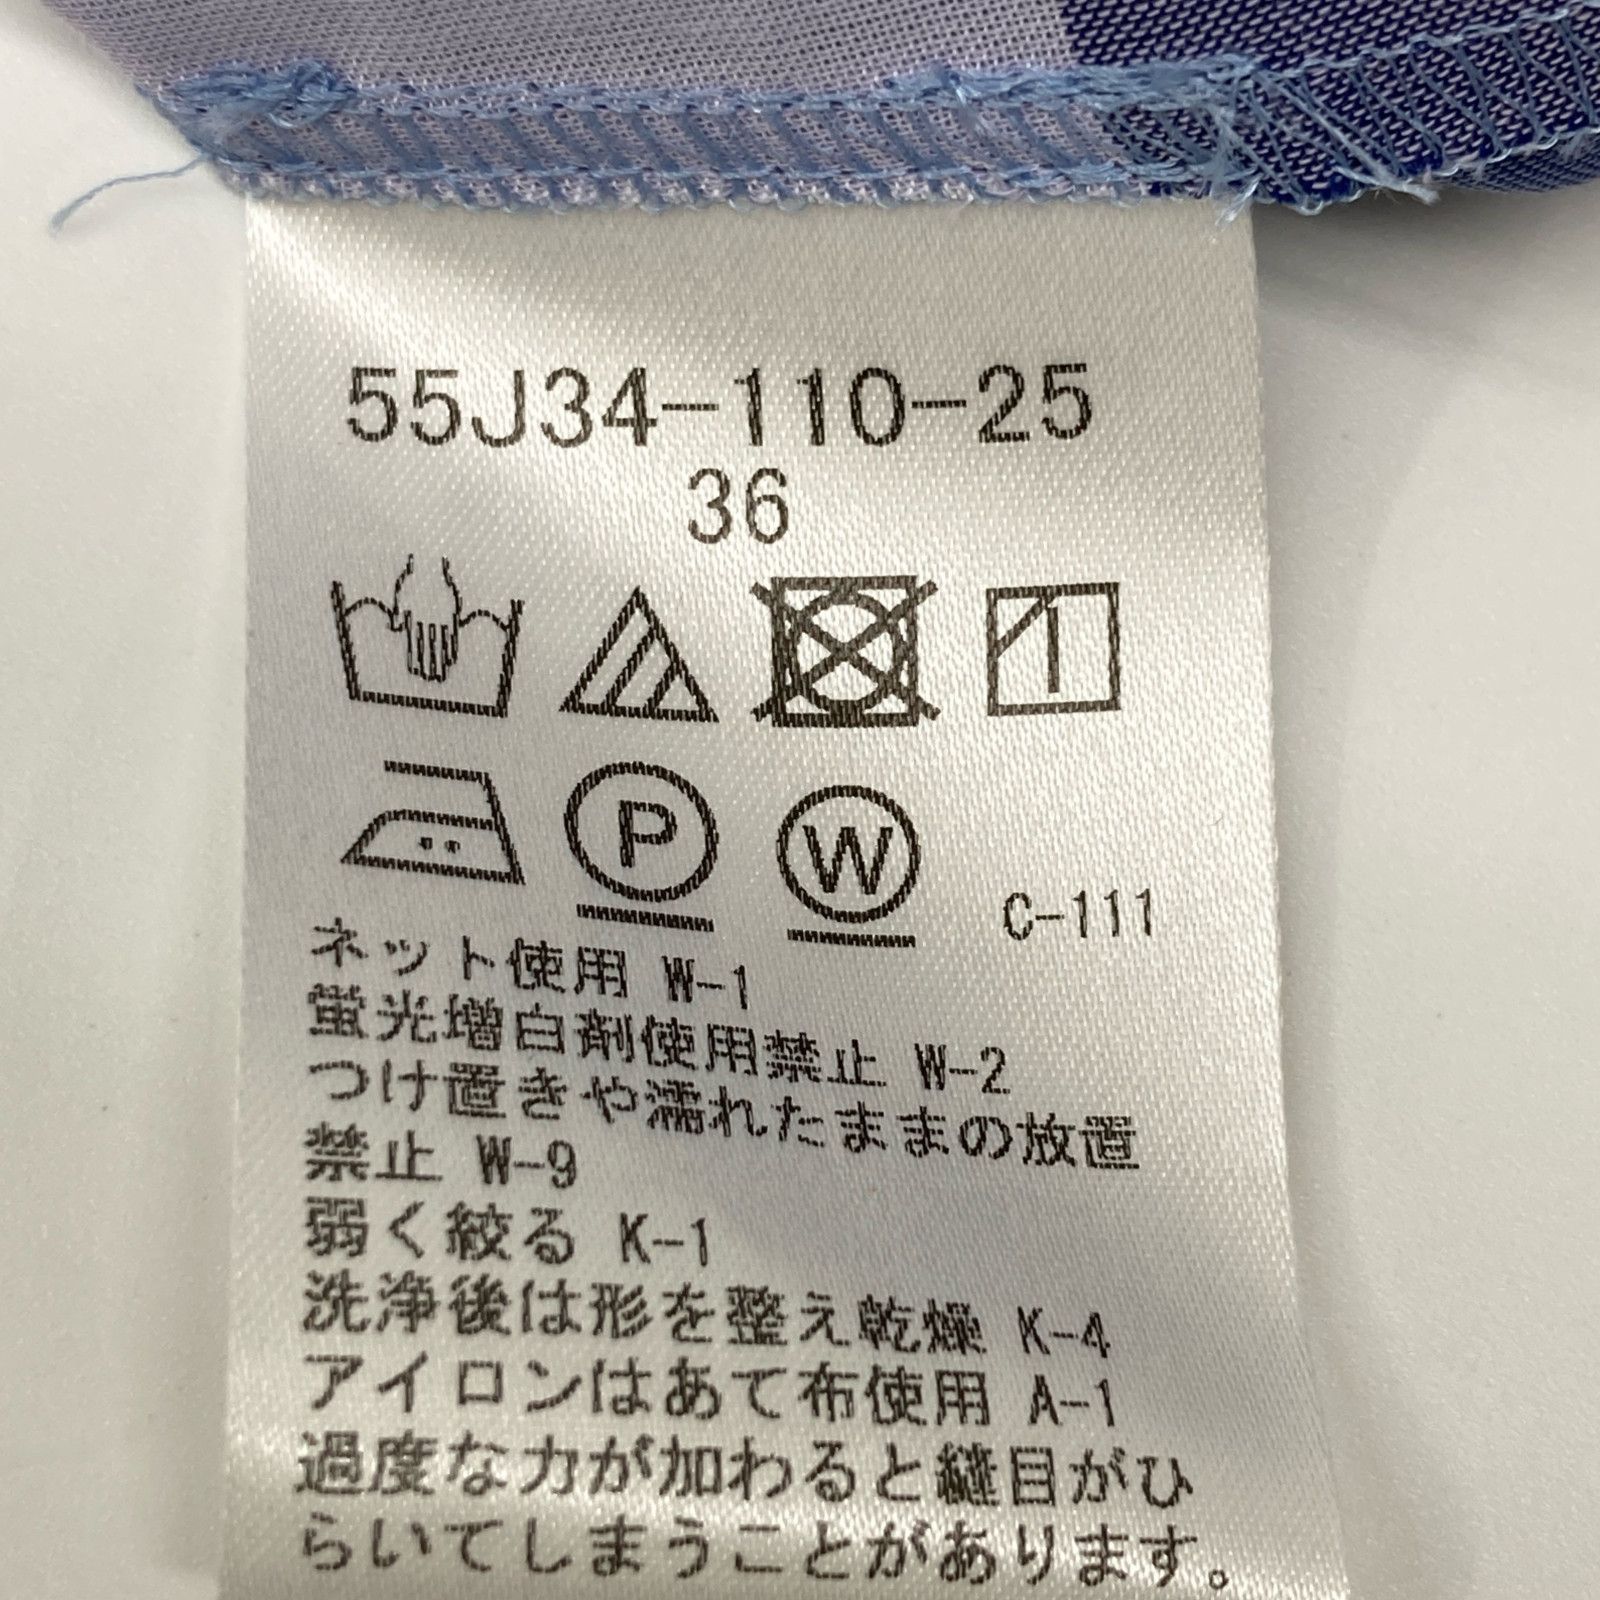 55J34-110-25
36
P W C-111
ネット使用 W-1
蛍光増白剤使用禁止 W-2
つけ置きや濡れたままの放置
禁止 W-9
弱く絞る K-1
洗浄後は形を整え乾燥 K-4
アイロンはあて布使用 A-1
過度な力が加わると縫目がひ
らいてしまうことがあります。